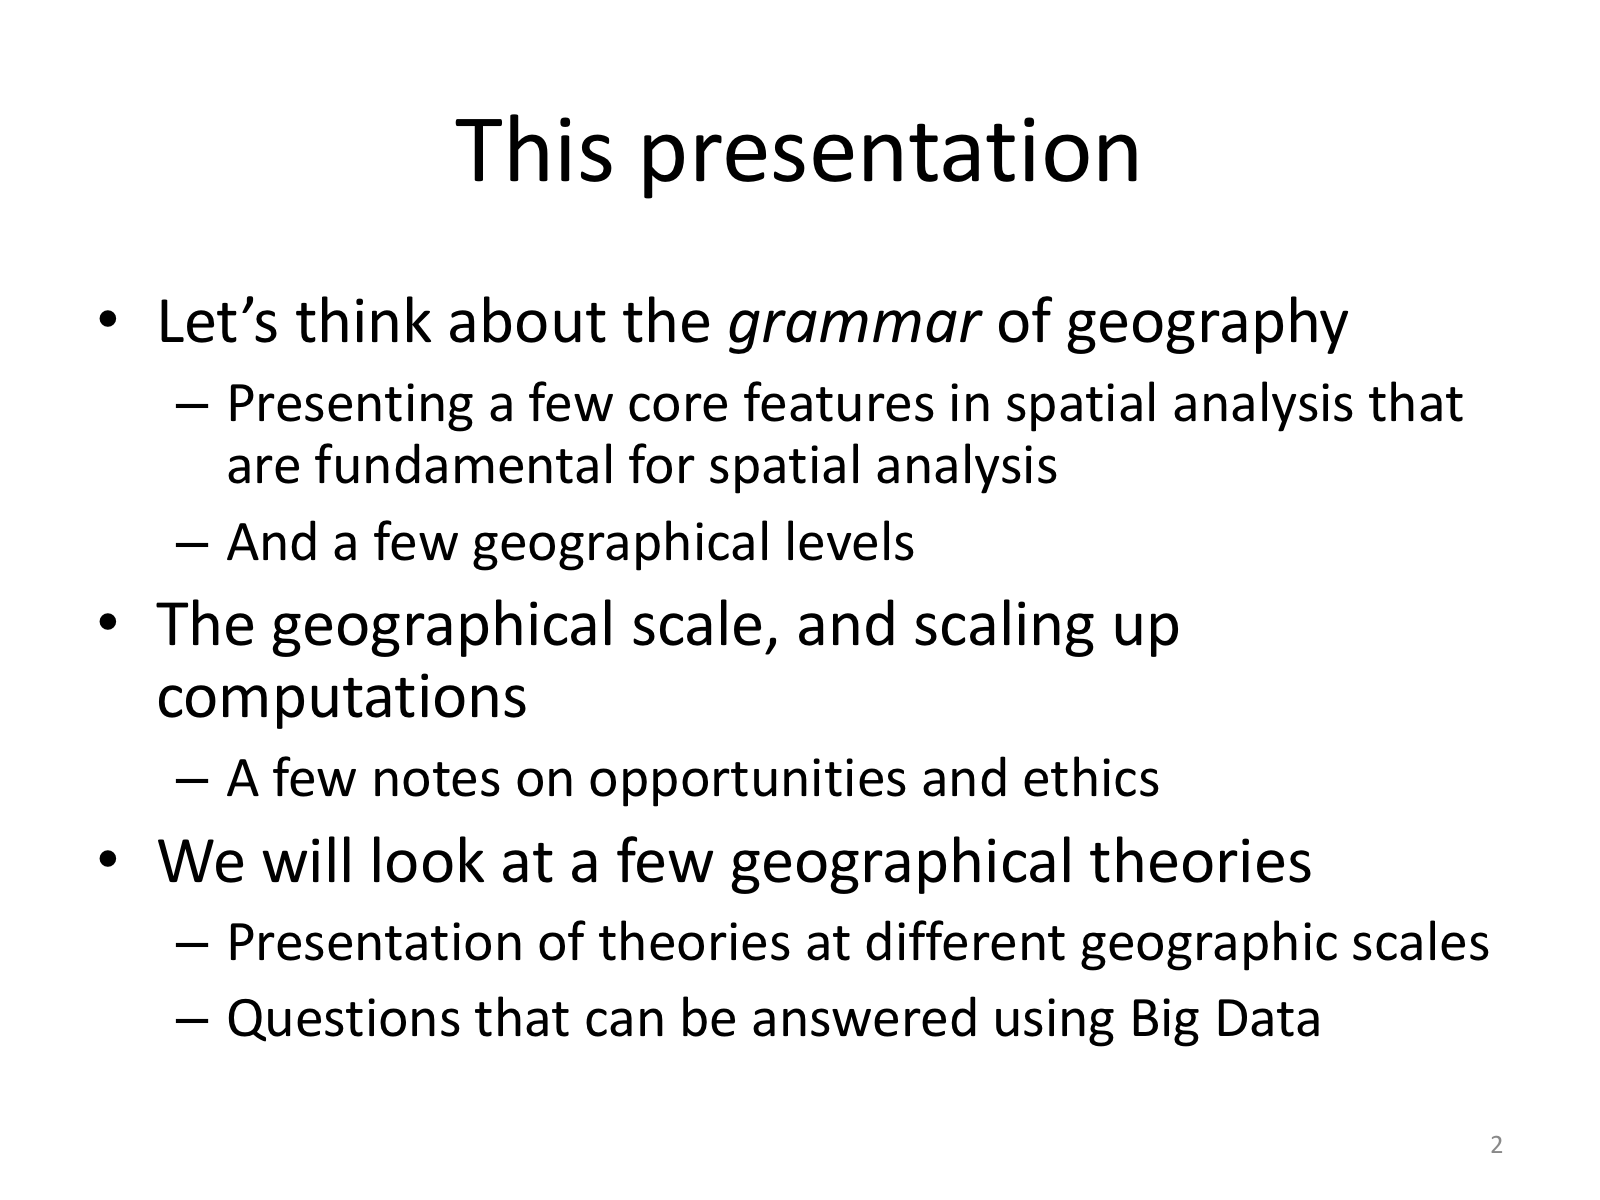 This presentation
• Let’s think about the grammar of geography
– Presenting a few core features in spatial analysis that
are fundamental for spatial analysis
– And a few geographical levels
• The geographical scale, and scaling up
computations
– A few notes on opportunities and ethics
• We will look at a few geographical theories
– Presentation of theories at different geographic scales
– Questions that can be answered using Big Data
2